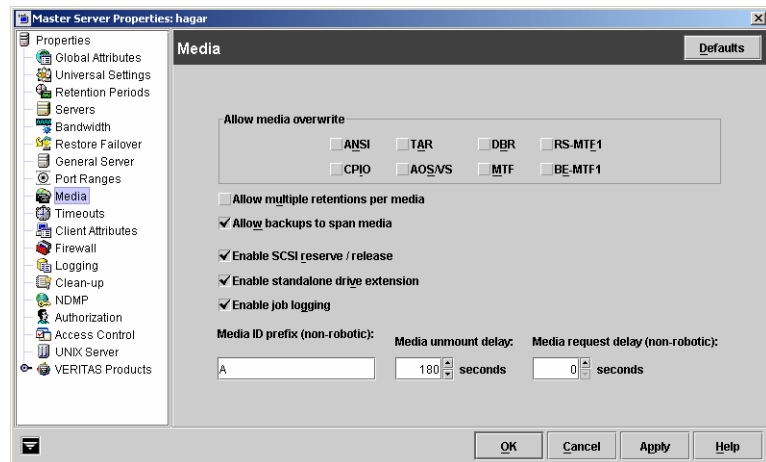 Master Server Properties: hagar
Properties
Global Attributes
Universal Settings
Retention Periods
Servers
Bandwidth
Restore Failover
General Server
Port Ranges
Media
Timeouts
Client Attributes
Firewall
Logging
Clean-up
NDMP
Authorization
Access Control
UNIX Server
VERITAS Products
Media
Defaults
Allow media overwrite
ANSI TAR DBR RS-MTF1
CPIO AOS/VS MTF BE-MTF1
Allow multiple retentions per media
Allow backups to span media
Enable SCSI reserve / release
Enable standalone drive extension
Enable job logging
Media ID prefix (non-robotic): Media unmount delay: Media request delay (non-robotic):
A 180 seconds 0 seconds
OK Cancel Apply Help